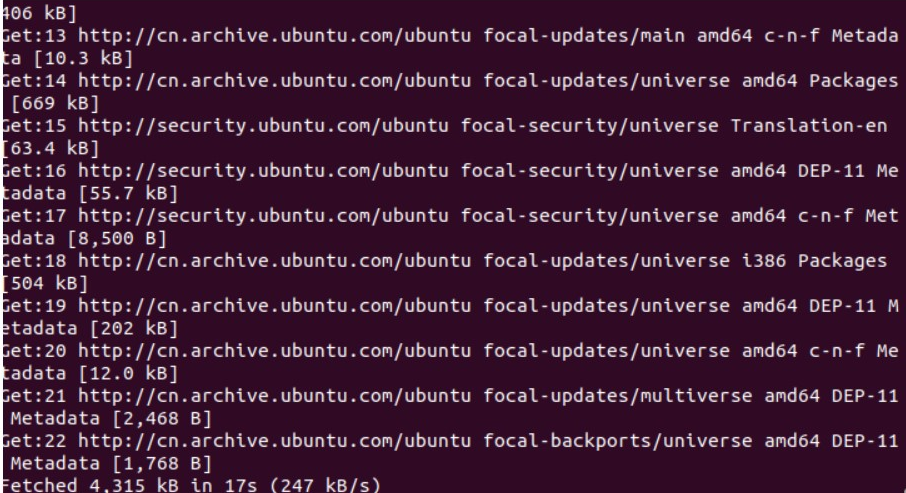 406 kB]
Get:13 http://cn.archive.ubuntu.com/ubuntu focal-updates/main amd64 c-n-f Metada
ta [10.3 kB]
Get:14 http://cn.archive.ubuntu.com/ubuntu focal-updates/universe amd64 Packages
 [669 kB]
Get:15 http://security.ubuntu.com/ubuntu focal-security/universe Translation-en
[63.4 kB]
Get:16 http://security.ubuntu.com/ubuntu focal-security/universe amd64 DEP-11 Me
tadata [55.7 kB]
Get:17 http://security.ubuntu.com/ubuntu focal-security/universe amd64 c-n-f Met
adata [8,500 B]
Get:18 http://cn.archive.ubuntu.com/ubuntu focal-updates/universe i386 Packages
[504 kB]
Get:19 http://cn.archive.ubuntu.com/ubuntu focal-updates/universe amd64 DEP-11 M
etadata [202 kB]
Get:20 http://cn.archive.ubuntu.com/ubuntu focal-updates/universe amd64 c-n-f Me
tadata [12.0 kB]
Get:21 http://cn.archive.ubuntu.com/ubuntu focal-updates/multiverse amd64 DEP-11
 Metadata [2,468 B]
Get:22 http://cn.archive.ubuntu.com/ubuntu focal-backports/universe amd64 DEP-11
 Metadata [1,768 B]
Fetched 4,315 kB in 17s (247 kB/s)